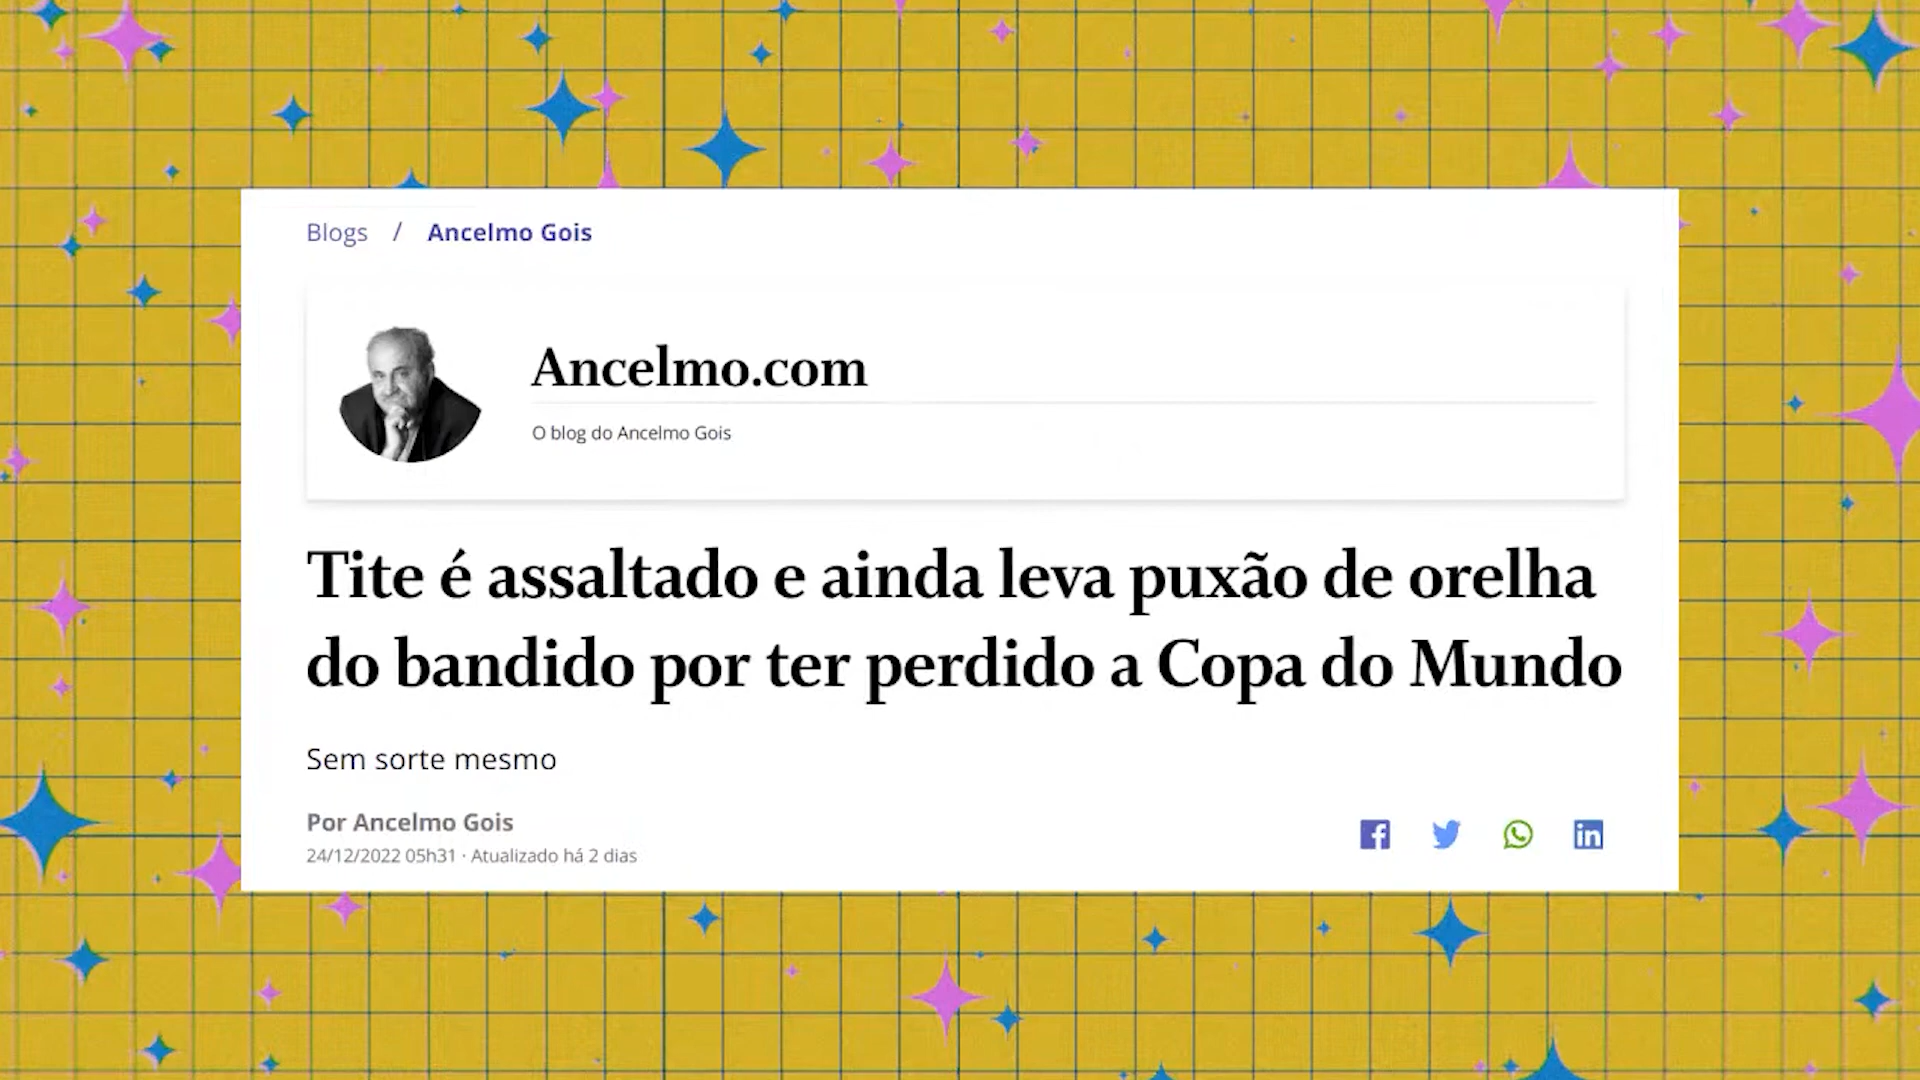 Blogs / Ancelmo Gois
Ancelmo.com
O blog do Ancelmo Gois
Tite é assaltado e ainda leva puxão de orelha
do bandido por ter perdido a Copa do Mundo
Sem sorte mesmo
Por Ancelmo Gois
24/12/2022 05h31 · Atualizado há 2 dias